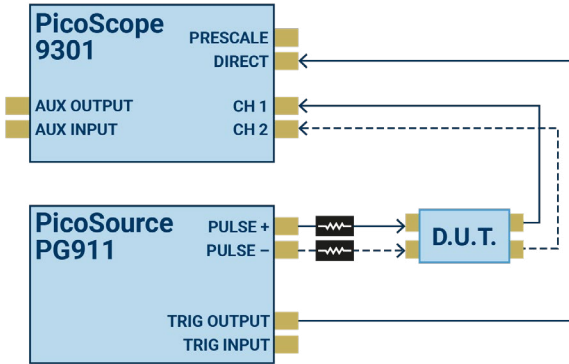 PicoScope
9301
PRESCALE
DIRECT
AUX OUTPUT
CH 1
AUX INPUT
CH 2
PicoSource
PG911
PULSE +
PULSE –
D.U.T.
TRIG OUTPUT
TRIG INPUT